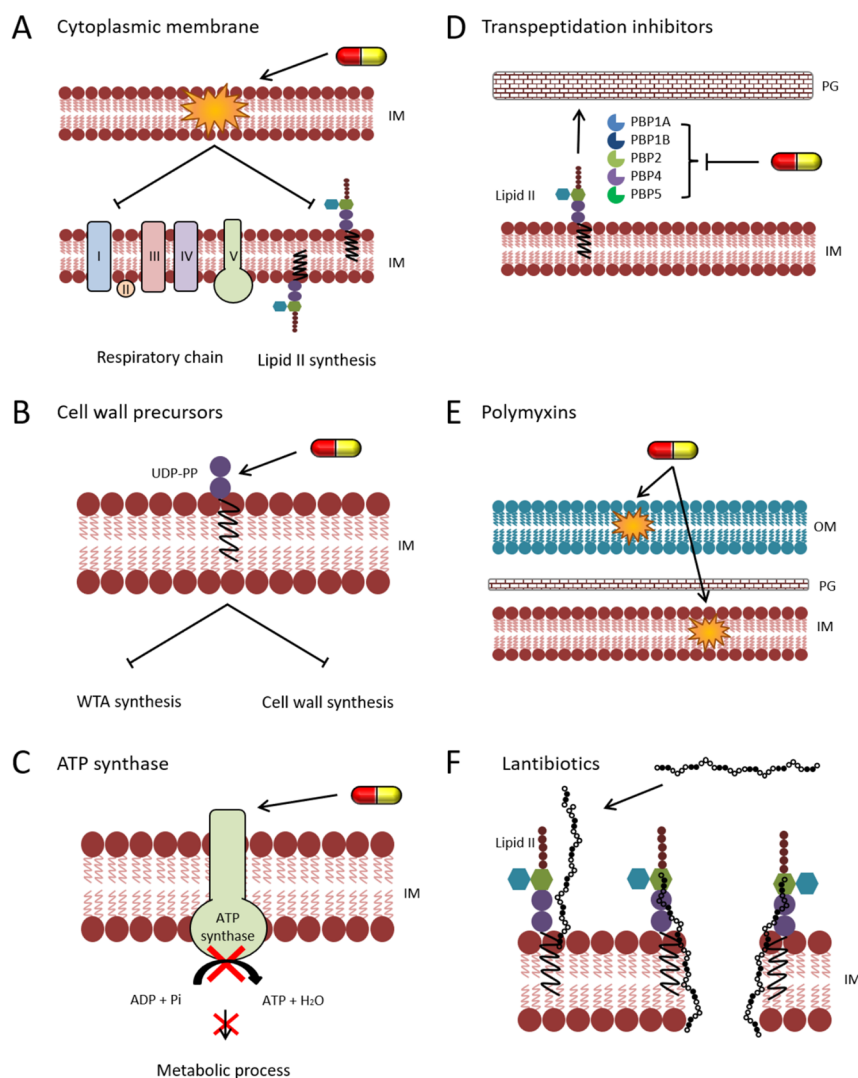 A Cytoplasmic membrane
IM
I
II
III
IV
V
IM
Respiratory chain
Lipid II synthesis
B Cell wall precursors
UDP-PP
IM
WTA synthesis
Cell wall synthesis
C ATP synthase
IM
ATP
synthase
ADP + Pi
ATP + H₂O
Metabolic process
D Transpeptidation inhibitors
PG
PBP1A
PBP1B
PBP2
PBP4
PBP5
Lipid II
IM
E Polymyxins
OM
PG
IM
F Lantibiotics
Lipid II
IM